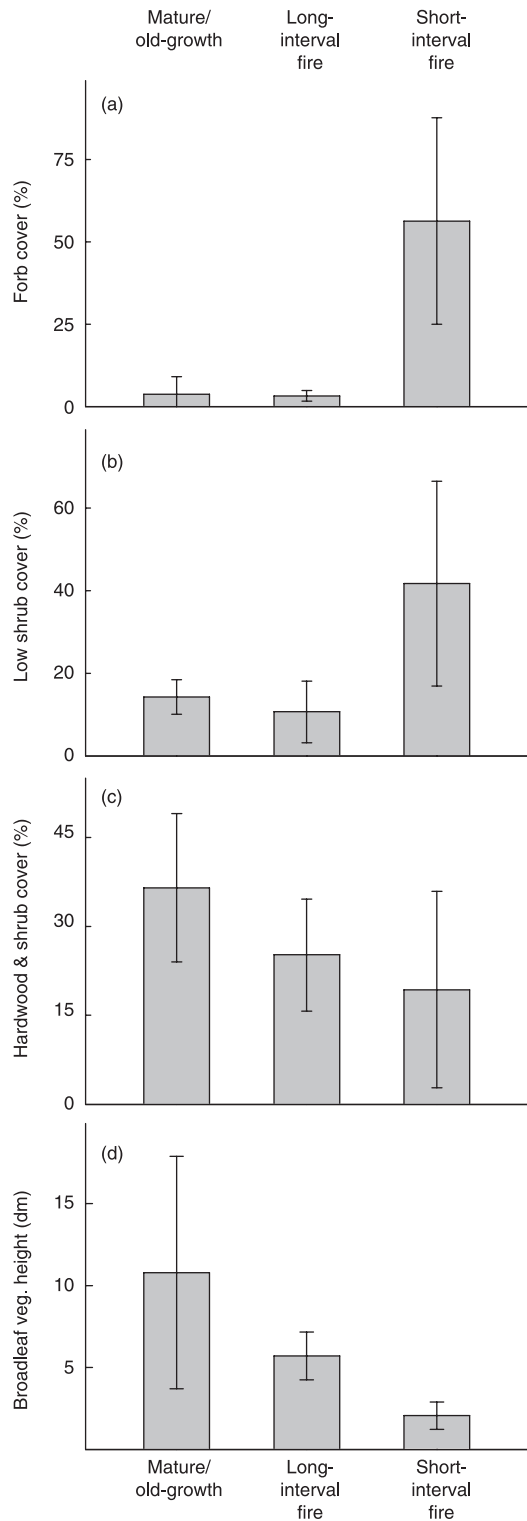 Mature/
old-growth
Long-
interval
fire
Short-
interval
fire
(a)
75
50
25
0
Forb cover (%)
(b)
60
40
20
0
Low shrub cover (%)
(c)
45
30
15
0
Hardwood & shrub cover (%)
(d)
15
10
5
Broadleaf veg. height (dm)
Mature/
old-growth
Long-
interval
fire
Short-
interval
fire